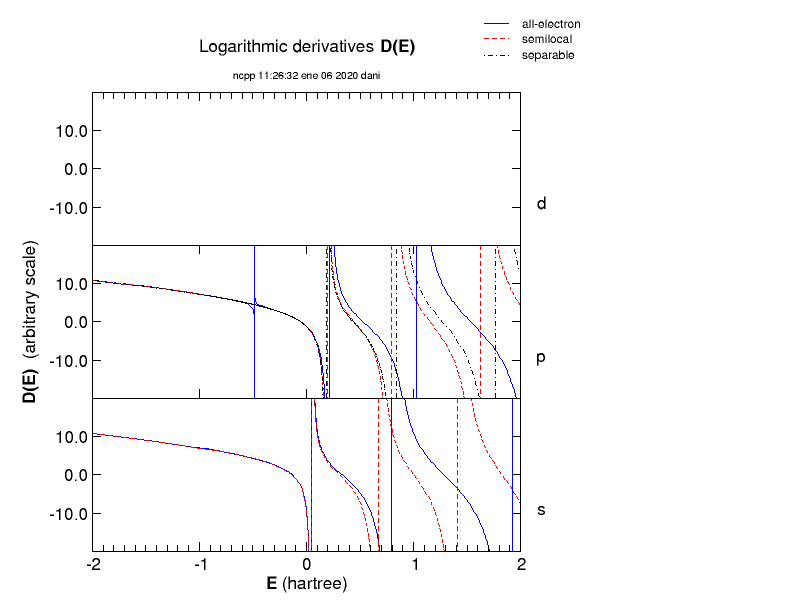 all-electron
semilocal
separable
Logarithmic derivatives D(E)
ncpp 11:26:32 ene 06 2020 dani
10.0
0.0
-10.0
d
10.0
0.0
-10.0
p
10.0
0.0
-10.0
s
D(E) (arbitrary scale)
-2 -1 0 1 2
E (hartree)